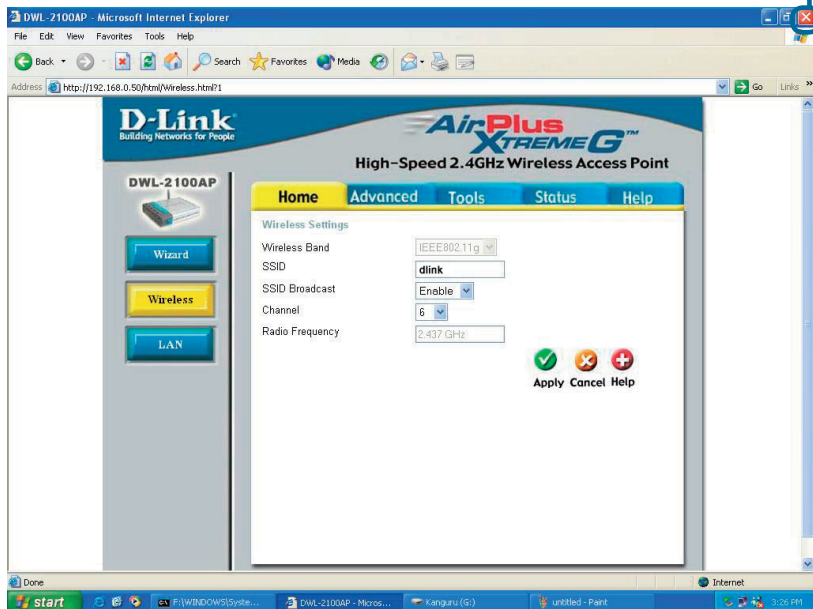 DWL-2100AP - Microsoft Internet Explorer
File Edit View Favorites Tools Help
Back Search Favorites Media
Address http://192.168.0.50/html/Wireless.html?1 Go Links »
D-Link
Building Networks for People
AirPlus
XTREME G™
High-Speed 2.4GHz Wireless Access Point
DWL-2100AP
Home Advanced Tools Status Help
Wizard
Wireless
LAN
Wireless Settings
Wireless Band IEEE802.11g
SSID dlink
SSID Broadcast Enable
Channel 6
Radio Frequency 2.437 GHz
Apply Cancel Help
Done Internet
start F:\WINDOWS\Syste... DWL-2100AP - Micros... Kanguru (G:) untitled - Paint 3:26 PM